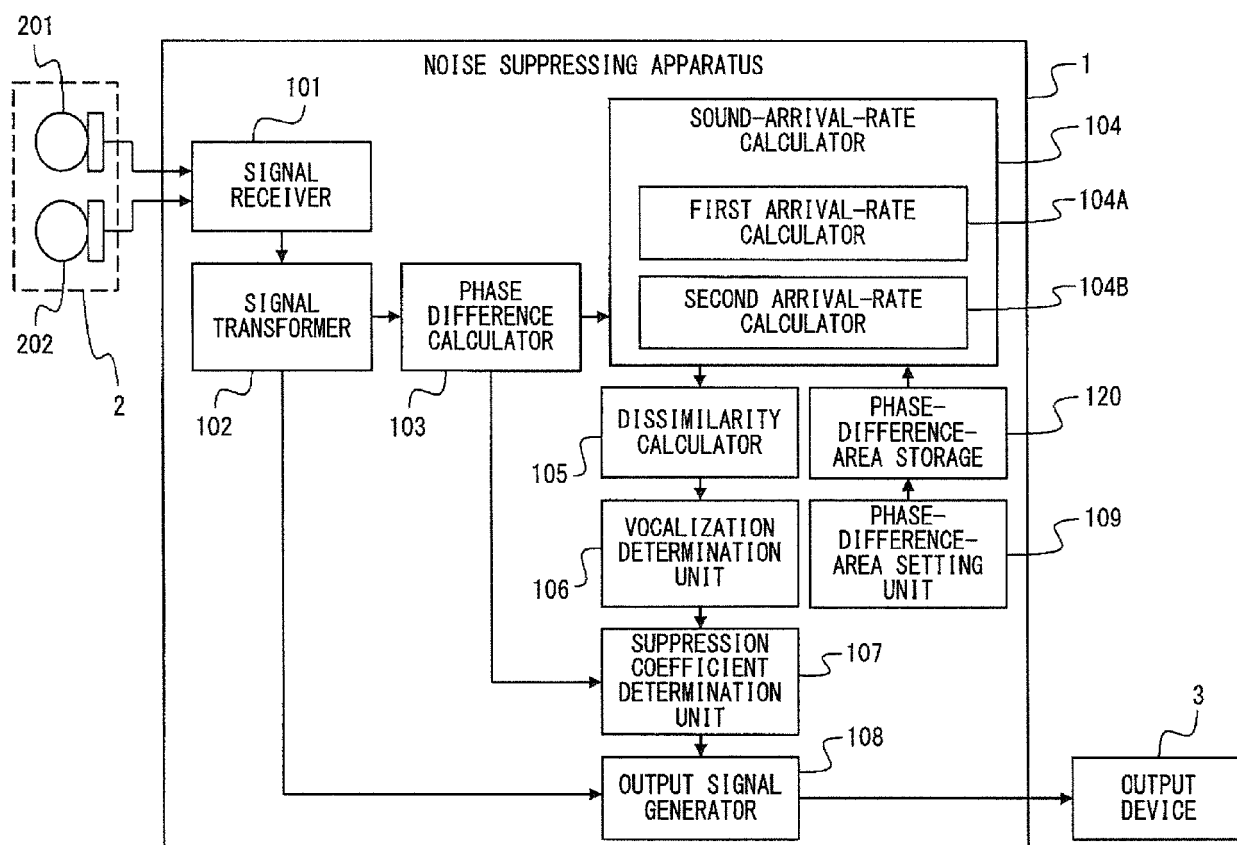 201
NOISE SUPPRESSING APPARATUS
1
101
SOUND-ARRIVAL-RATE
CALCULATOR
104
SIGNAL
RECEIVER
FIRST ARRIVAL-RATE
CALCULATOR
104A
SIGNAL
TRANSFORMER
PHASE
DIFFERENCE
CALCULATOR
SECOND ARRIVAL-RATE
CALCULATOR
104B
202
2
102
103
DISSIMILARITY
CALCULATOR
105
PHASE-
DIFFERENCE-
AREA STORAGE
120
VOCALIZATION
DETERMINATION
UNIT
106
PHASE-
DIFFERENCE-
AREA SETTING
UNIT
109
SUPPRESSION
COEFFICIENT
DETERMINATION
UNIT
107
108
OUTPUT SIGNAL
GENERATOR
3
OUTPUT
DEVICE